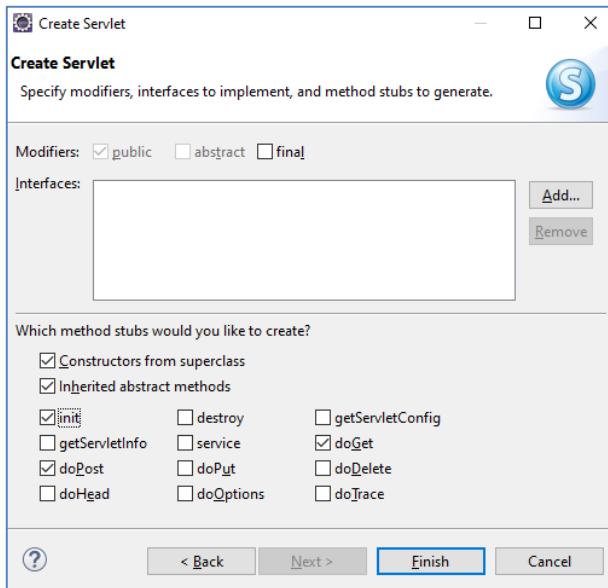 Create Servlet
Create Servlet
Specify modifiers, interfaces to implement, and method stubs to generate.
S
Modifiers: public abstract final
Interfaces:
Add...
Remove
Which method stubs would you like to create?
Constructors from superclass
Inherited abstract methods
init destroy getServletConfig
getServletInfo service doGet
doPost doPut doDelete
doHead doOptions doTrace
? < Back Next > Finish Cancel